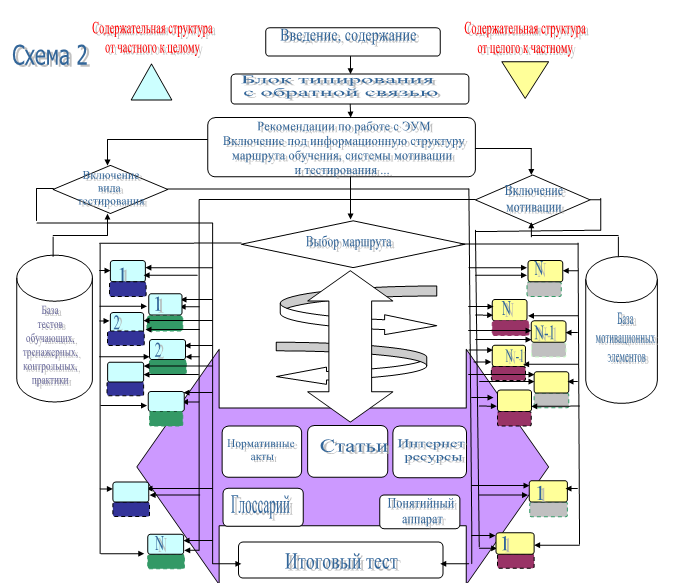 Содержательная структура
от частного к целому
Содержательная структура
от целого к частному
Схема 2
Введение, содержание
Блок типирования
с обратной связью
Рекомендации по работе с ЭУМ
Включение под информационную структуру
маршрута обучения, системы мотивации
и тестирования ...
Включение
вида
тестирования
Включение
мотивации
Выбор маршрута
1
1
2
2
N
N
N
N-1
N-1
1
1
База
тестов
обучающих,
тренажерных,
контрольных,
практики
База
мотивационных
элементов
Нормативные
акты
Статьи
Интернет
ресурсы
Глоссарий
Понятийный
аппарат
Итоговый тест